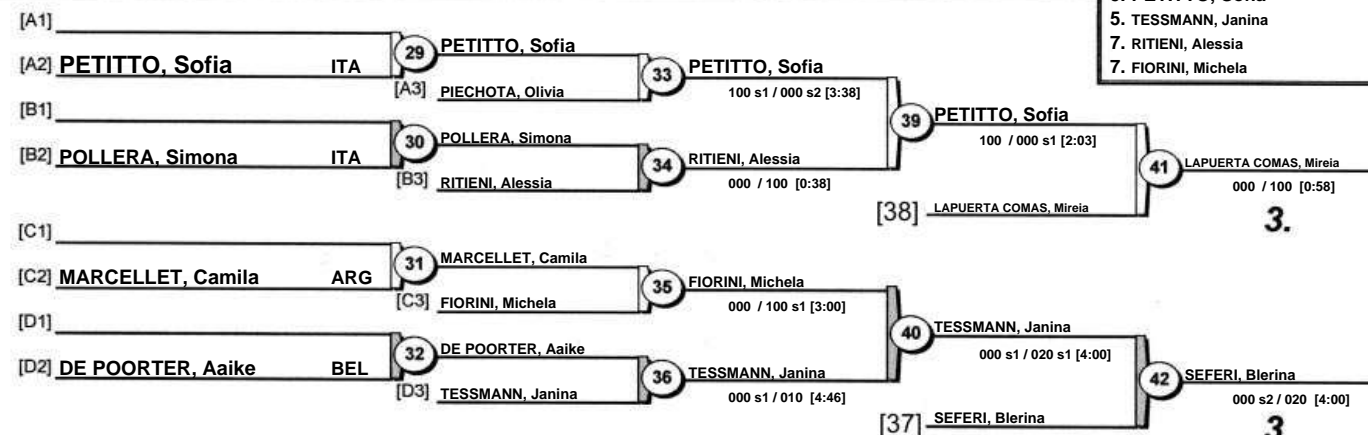 PETITTO, Sofia
5. TESSMANN, Janina
7. RITIENI, Alessia
7. FIORINI, Michela
[A1]
[A2] PETITTO, Sofia ITA
29
PETITTO, Sofia
[A3] PIECHOTA, Olivia
33
PETITTO, Sofia
100 s1 / 000 s2 [3:38]
[B1]
[B2] POLLERA, Simona ITA
30
POLLERA, Simona
[B3] RITIENI, Alessia
34
RITIENI, Alessia
000 / 100 [0:38]
39
PETITTO, Sofia
100 / 000 s1 [2:03]
[38] LAPUERTA COMAS, Mireia
41
LAPUERTA COMAS, Mireia
000 / 100 [0:58]
3.
[C1]
[C2] MARCELLET, Camila ARG
31
MARCELLET, Camila
[C3] FIORINI, Michela
35
FIORINI, Michela
000 / 100 s1 [3:00]
[D1]
[D2] DE POORTER, Aaike BEL
32
DE POORTER, Aaike
[D3] TESSMANN, Janina
36
TESSMANN, Janina
000 s1 / 010 [4:46]
40
TESSMANN, Janina
000 s1 / 020 s1 [4:00]
[37] SEFERI, Blerina
42
SEFERI, Blerina
000 s2 / 020 [4:00]
3